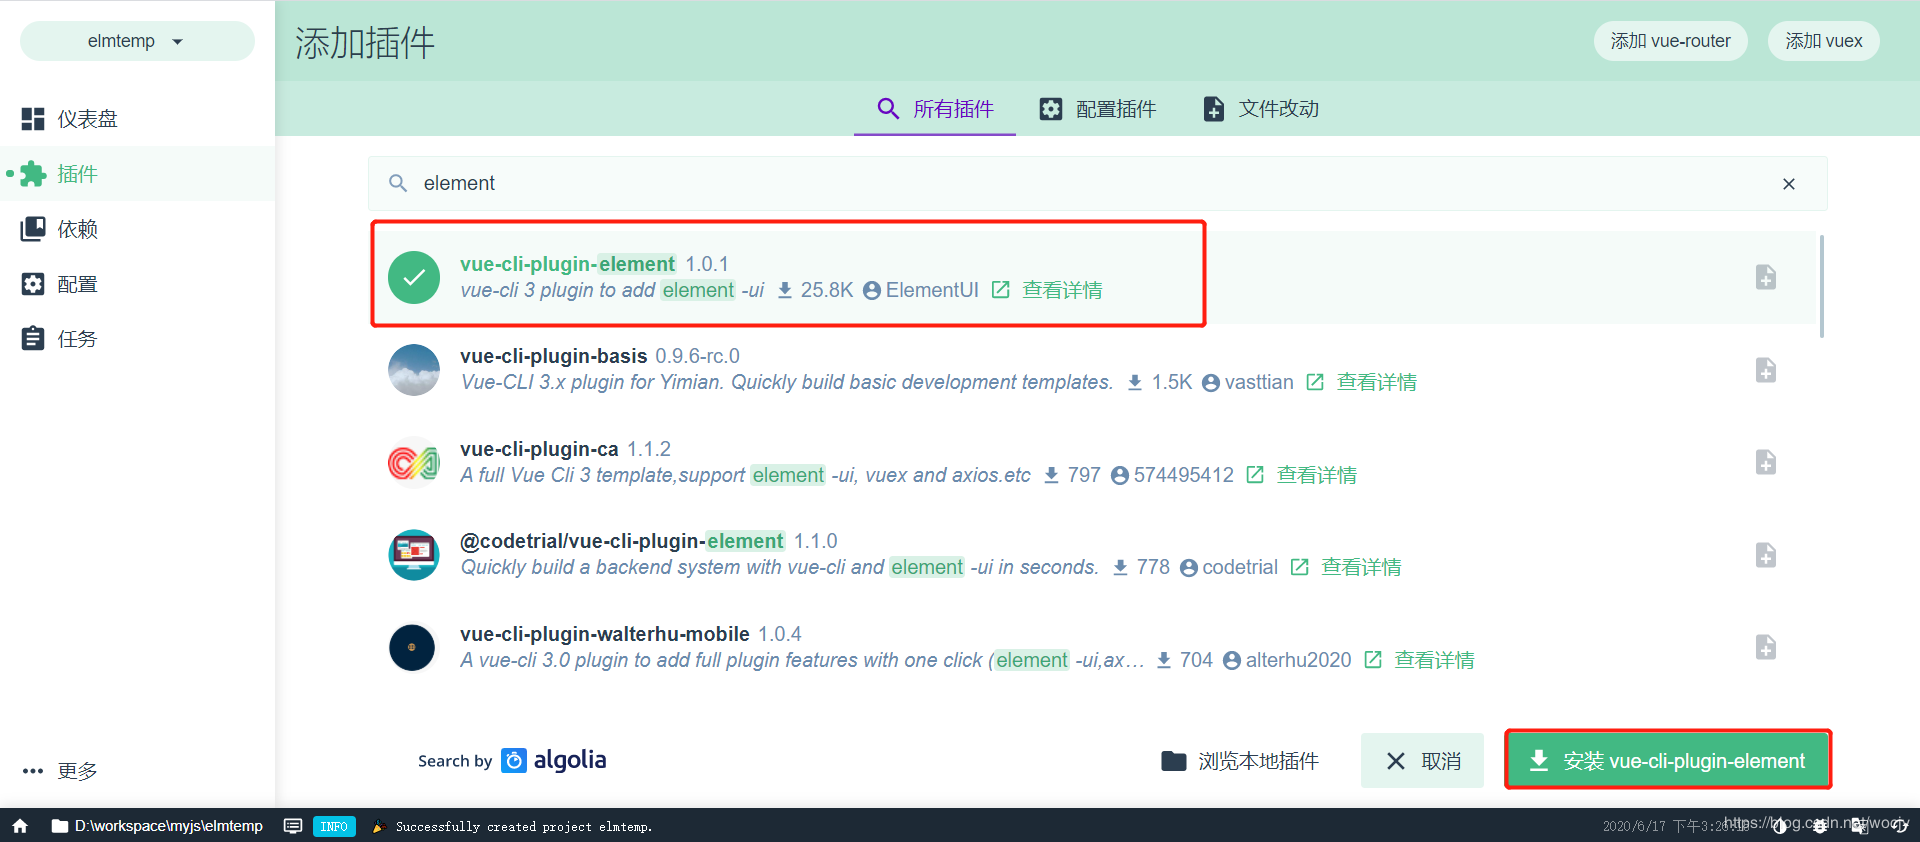 elmtemp
添加插件
添加 vue-router
添加 vuex
仪表盘
插件
依赖
配置
任务
更多
所有插件
配置插件
文件改动
element
vue-cli-plugin-element 1.0.1
vue-cli 3 plugin to add element -ui 25.8K ElementUI 查看详情
vue-cli-plugin-basis 0.9.6-rc.0
Vue-CLI 3.x plugin for Yimian. Quickly build basic development templates. 1.5K vasttian 查看详情
vue-cli-plugin-ca 1.1.2
A full Vue Cli 3 template,support element -ui, vuex and axios.etc 797 574495412 查看详情
@codetrial/vue-cli-plugin-element 1.1.0
Quickly build a backend system with vue-cli and element -ui in seconds. 778 codetrial 查看详情
vue-cli-plugin-walterhu-mobile 1.0.4
A vue-cli 3.0 plugin to add full plugin features with one click (element -ui,ax… 704 alterhu2020 查看详情
Search by algolia
浏览本地插件
取消
安装 vue-cli-plugin-element
D:\workspace\myjs\elmtemp
INFO
Successfully created project elmtemp.
2020/6/17 下午3:26